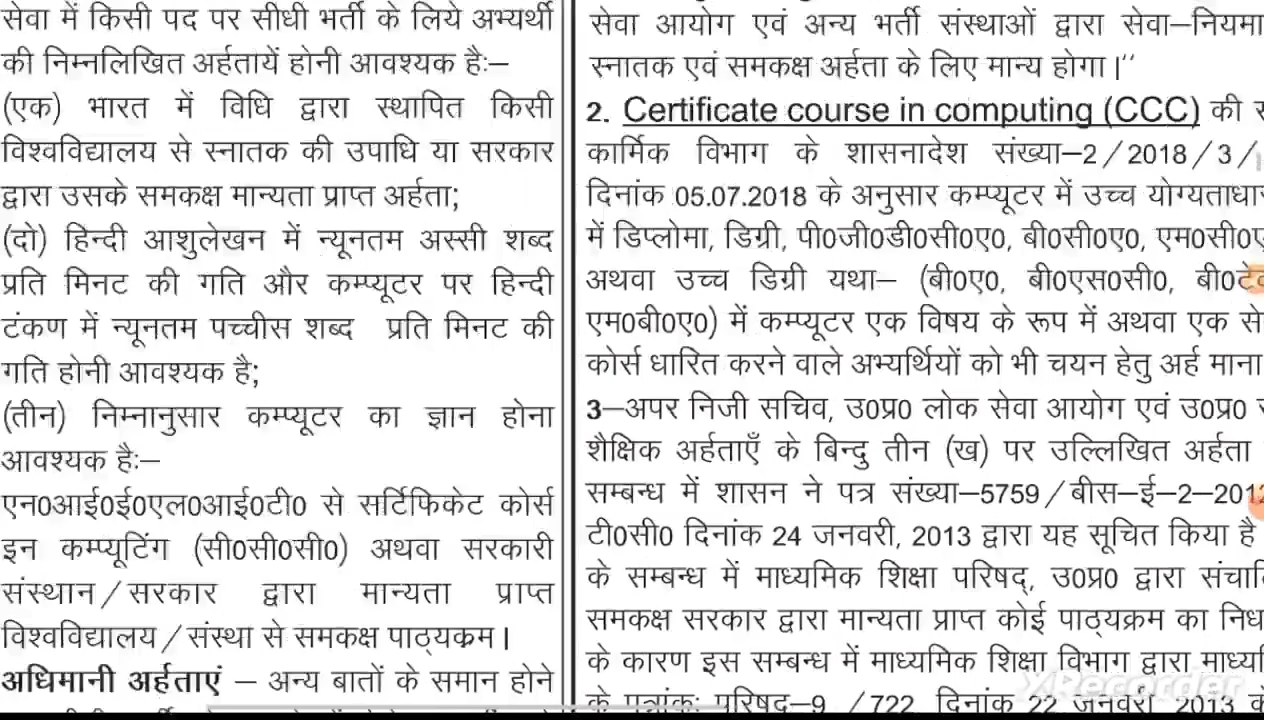 सेवा में किसी पद पर सीधी भर्ती के लिये अभ्यर्थी
की निम्नलिखित अर्हतायें होनी आवश्यक हैः–
(एक) भारत में विधि द्वारा स्थापित किसी
विश्वविद्यालय से स्नातक की उपाधि या सरकार
द्वारा उसके समकक्ष मान्यता प्राप्त अर्हता;
(दो) हिन्दी आशुलेखन में न्यूनतम अस्सी शब्द
प्रति मिनट की गति और कम्प्यूटर पर हिन्दी
टंकण में न्यूनतम पच्चीस शब्द प्रति मिनट की
गति होनी आवश्यक है;
(तीन) निम्नानुसार कम्प्यूटर का ज्ञान होना
आवश्यक हैः–
एन0आई0ई0एल0आई0टी0 से सर्टिफिकेट कोर्स
इन कम्प्यूटिंग (सी0सी0सी0) अथवा सरकारी
संस्थान/सरकार द्वारा मान्यता प्राप्त
विश्वविद्यालय/संस्था से समकक्ष पाठ्यकम।
अधिमानी अर्हताएं – अन्य बातों के समान होने
सेवा आयोग एवं अन्य भर्ती संस्थाओं द्वारा सेवा–नियमा
स्नातक एवं समकक्ष अर्हता के लिए मान्य होगा।''
2. Certificate course in computing (CCC) की
कार्मिक विभाग के शासनादेश संख्या–2/2018/3/
दिनांक 05.07.2018 के अनुसार कम्प्यूटर में उच्च योग्यताधा
में डिप्लोमा, डिग्री, पी0जी0डी0सी0ए0, बी0सी0ए0, एम0सी0ए
अथवा उच्च डिग्री यथा– (बी0ए0, बी0एस0सी0, बी0टे
एम0बी0ए0) में कम्प्यूटर एक विषय के रूप में अथवा एक से
कोर्स धारित करने वाले अभ्यर्थियों को भी चयन हेतु अर्ह माना
3–अपर निजी सचिव, उ0प्र0 लोक सेवा आयोग एवं उ0प्र0
शैक्षिक अर्हताएँ के बिन्दु तीन (ख) पर उल्लिखित अर्हता
सम्बन्ध में शासन ने पत्र संख्या–5759/बीस–ई–2–2012
टी0सी0 दिनांक 24 जनवरी, 2013 द्वारा यह सूचित किया है
के सम्बन्ध में माध्यमिक शिक्षा परिषद्, उ0प्र0 द्वारा संचा
समकक्ष सरकार द्वारा मान्यता प्राप्त कोई पाठ्यक्रम का निध
के कारण इस सम्बन्ध में माध्यमिक शिक्षा विभाग द्वारा माध्य
के पत्रांकः परिषद–9 /722 दिनांक 22 जनवरी 2013
XRecorder